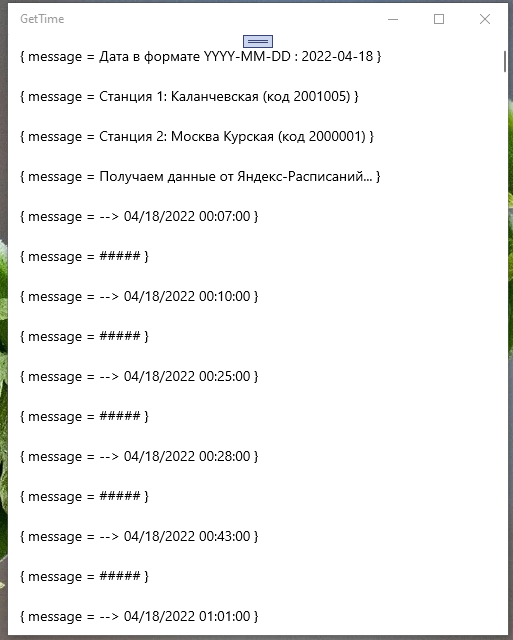 GetTime
{ message = Дата в формате YYYY-MM-DD : 2022-04-18 }
{ message = Станция 1: Каланчевская (код 2001005) }
{ message = Станция 2: Москва Курская (код 2000001) }
{ message = Получаем данные от Яндекс-Расписаний... }
{ message = --> 04/18/2022 00:07:00 }
{ message = ##### }
{ message = --> 04/18/2022 00:10:00 }
{ message = ##### }
{ message = --> 04/18/2022 00:25:00 }
{ message = ##### }
{ message = --> 04/18/2022 00:28:00 }
{ message = ##### }
{ message = --> 04/18/2022 00:43:00 }
{ message = ##### }
{ message = --> 04/18/2022 01:01:00 }